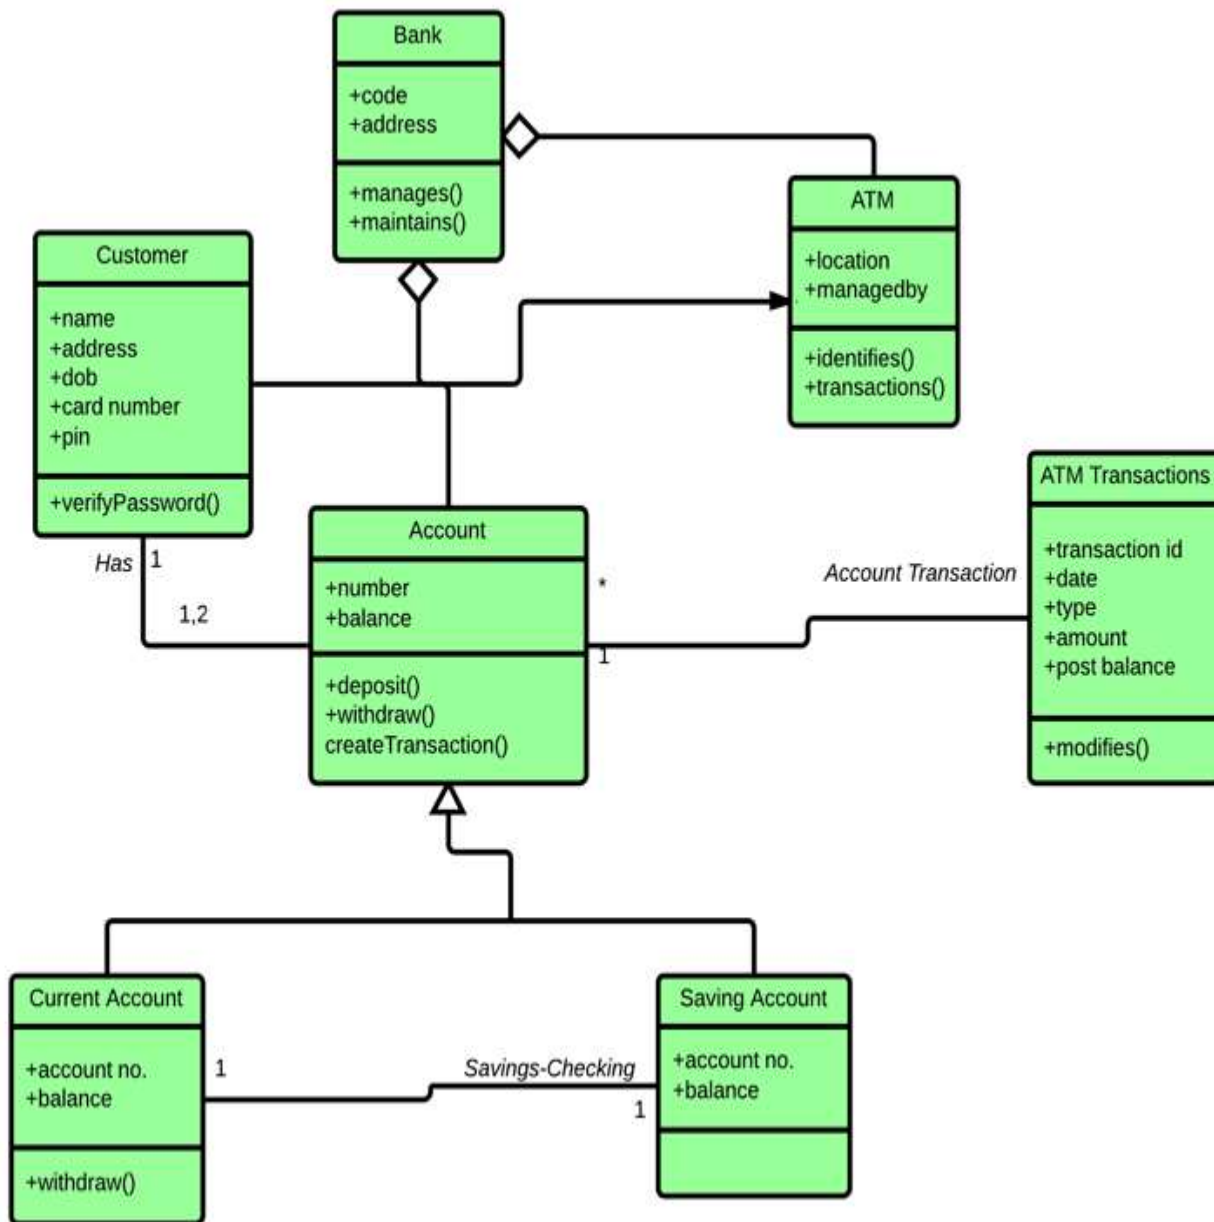 Bank
+code
+address
+manages()
+maintains()
ATM
+location
+managedby
+identifies()
+transactions()
Customer
+name
+address
+dob
+card number
+pin
+verifyPassword()
Has
1
1,2
Account
+number
+balance
+deposit()
+withdraw()
createTransaction()
*
1
Account Transaction
ATM Transactions
+transaction id
+date
+type
+amount
+post balance
+modifies()
Current Account
+account no.
+balance
+withdraw()
1
Savings-Checking
1
Saving Account
+account no.
+balance